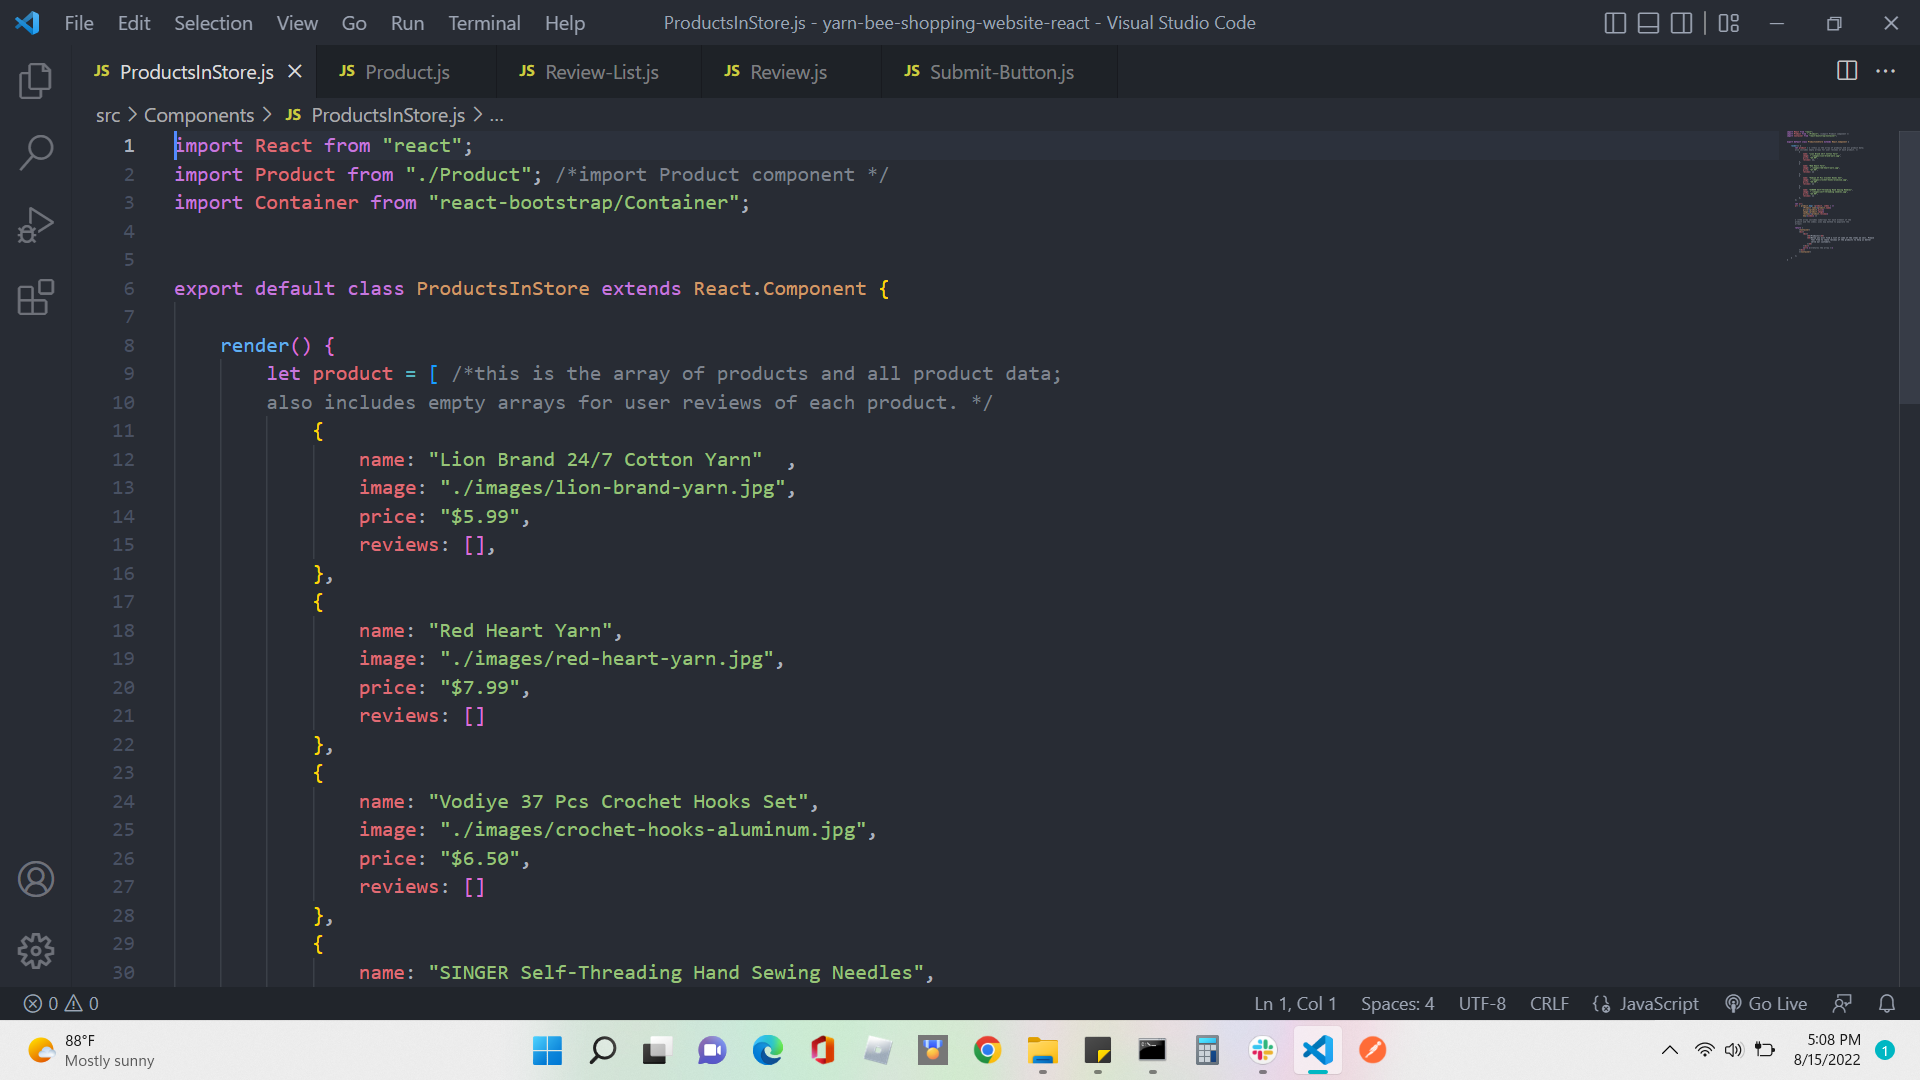 File Edit Selection View Go Run Terminal Help ProductsInStore.js - yarn-bee-shopping-website-react - Visual Studio Code
JS ProductsInStore.js JS Product.js JS Review-List.js JS Review.js JS Submit-Button.js
src > Components > JS ProductsInStore.js > ...
1 import React from "react";
2 import Product from "./Product"; /*import Product component */
3 import Container from "react-bootstrap/Container";
4
5
6 export default class ProductsInStore extends React.Component {
7
8 render() {
9 let product = [ /*this is the array of products and all product data;
10 also includes empty arrays for user reviews of each product. */
11 {
12 name: "Lion Brand 24/7 Cotton Yarn"  ,
13 image: "./images/lion-brand-yarn.jpg",
14 price: "$5.99",
15 reviews: [],
16 },
17 {
18 name: "Red Heart Yarn",
19 image: "./images/red-heart-yarn.jpg",
20 price: "$7.99",
21 reviews: []
22 },
23 {
24 name: "Vodiye 37 Pcs Crochet Hooks Set",
25 image: "./images/crochet-hooks-aluminum.jpg",
26 price: "$6.50",
27 reviews: []
28 },
29 {
30 name: "SINGER Self-Threading Hand Sewing Needles",
0 0 Ln 1, Col 1 Spaces: 4 UTF-8 CRLF {} JavaScript Go Live
88°F
Mostly sunny
5:08 PM
8/15/2022
1